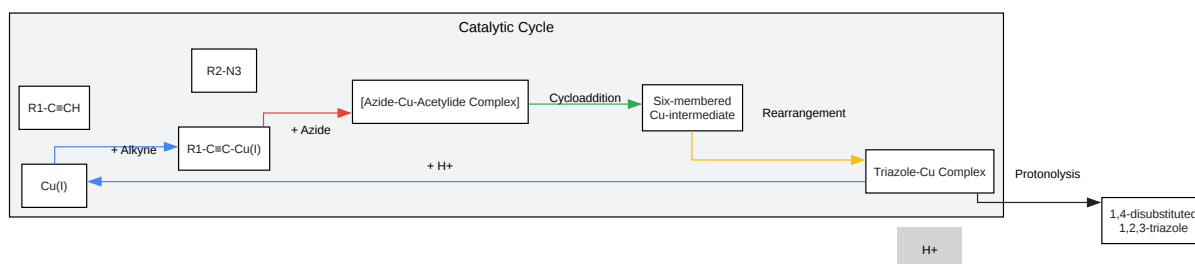 Catalytic Cycle
R2-N3
R1-C≡CH
[Azide-Cu-Acetylide Complex]
Cycloaddition
Six-membered
Cu-intermediate
Rearrangement
+ Azide
+ Alkyne
R1-C≡C-Cu(I)
+ H+
Triazole-Cu Complex
Protonolysis
Cu(I)
1,4-disubstituted
1,2,3-triazole
H+